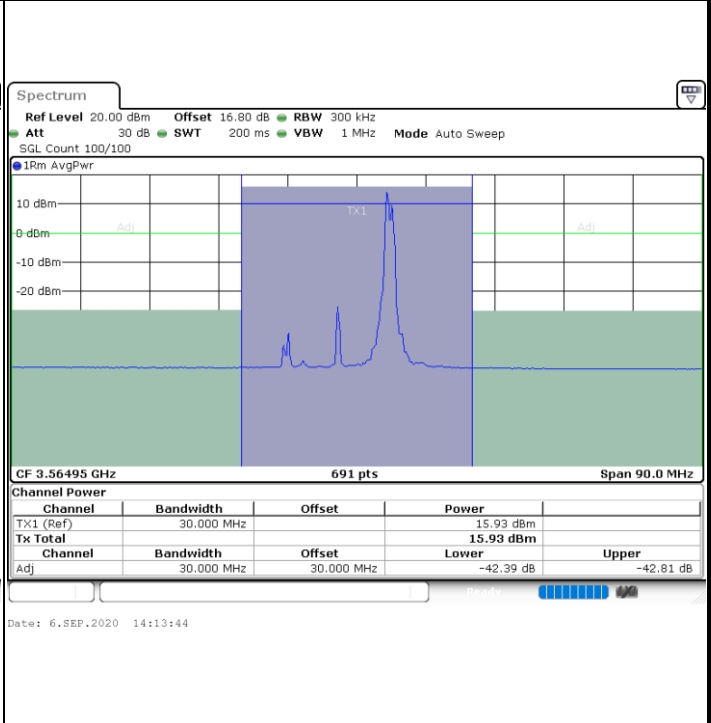 Spectrum
Ref Level 20.00 dBm Offset 16.80 dB RBW 300 kHz
Att 30 dB SWT 200 ms VBW 1 MHz Mode Auto Sweep
SGL Count 100/100
1Rm AvgPwr
10 dBm
TX1
Adj
0 dBm
Adj
-10 dBm
-20 dBm
CF 3.56495 GHz 691 pts Span 90.0 MHz
Channel Power
Channel Bandwidth Offset Power
TX1 (Ref) 30.000 MHz 15.93 dBm
Tx Total 15.93 dBm
Channel Bandwidth Offset Lower Upper
Adj 30.000 MHz 30.000 MHz -42.39 dB -42.81 dB
Ready
Date: 6.SEP.2020 14:13:44